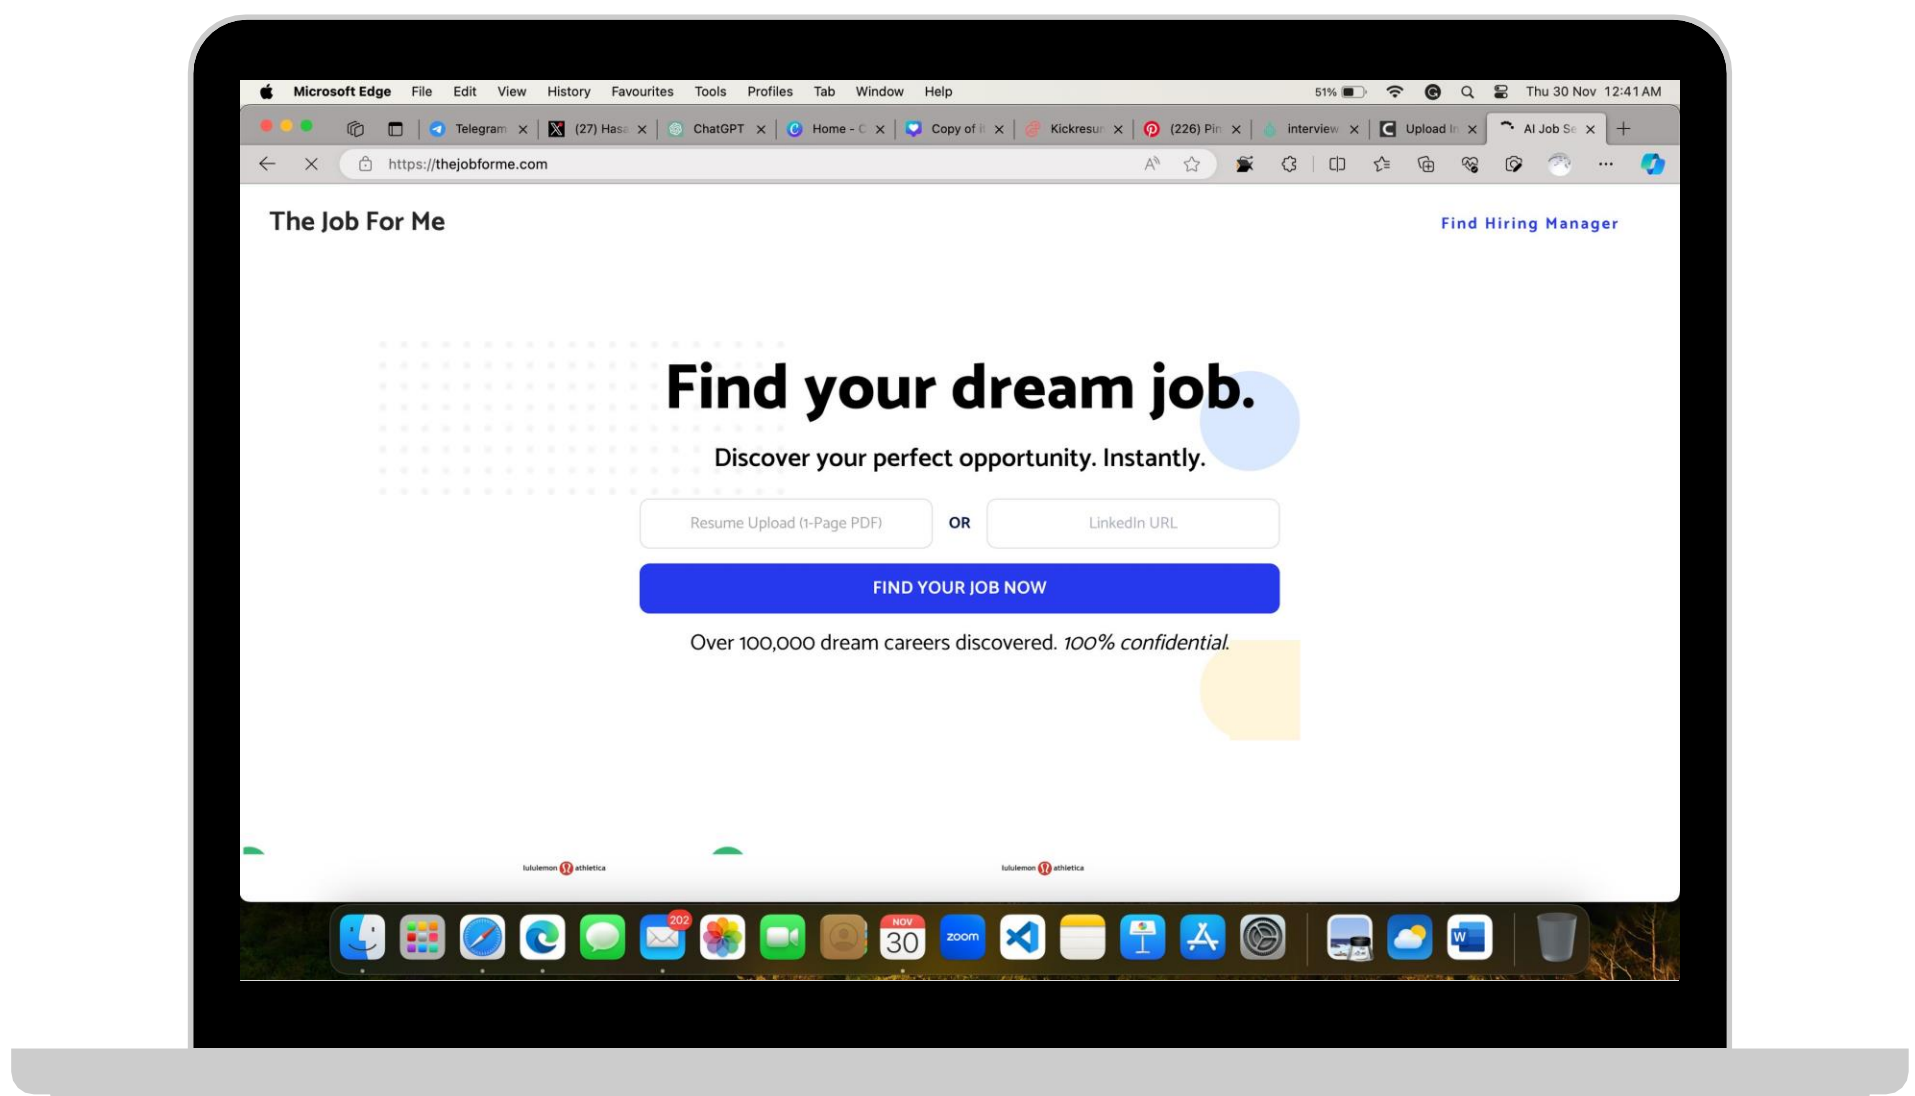 Microsoft Edge File Edit View History Favourites Tools Profiles Tab Window Help 51% Thu 30 Nov 12:41 AM
Telegram (27) Hasa ChatGPT Home - C Copy of Kickresu (226) Pin interview Upload In AI Job Se
https://thejobforme.com
The Job For Me
Find Hiring Manager
Find your dream job.
Discover your perfect opportunity. Instantly.
Resume Upload (1-Page PDF) OR LinkedIn URL
FIND YOUR JOB NOW
Over 100,000 dream careers discovered. 100% confidential.
lululemon athletica lululemon athletica
202
NOV
30
zoom
W